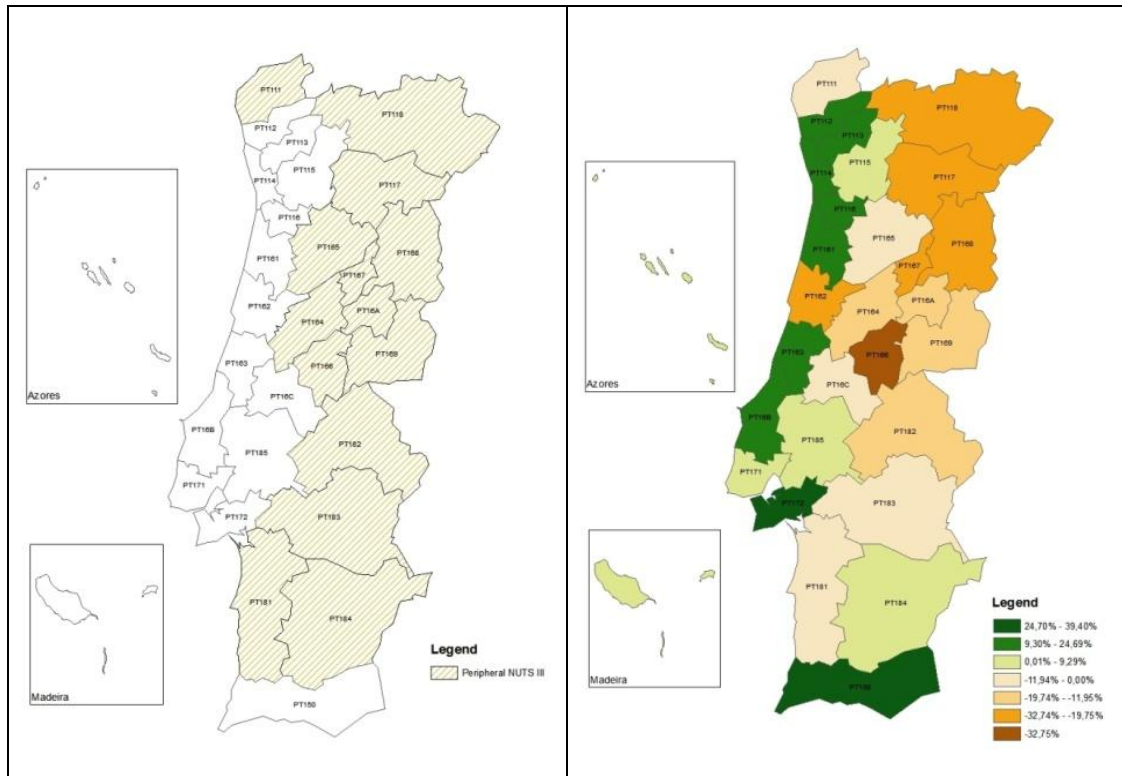 PT111
PT118
PT112
PT113
PT115
PT114
PT117
PT116
PT165
PT168
PT161
PT167
PT162
PT16A
PT164
PT169
PT163
PT166
PT16C
Azores
PT16B
PT182
PT185
PT171
PT172
PT183
PT181
PT184
Legend
Peripheral NUTS III
Madeira
PT150
PT111
PT118
PT112
PT113
PT115
PT114
PT117
PT116
PT165
PT168
PT161
PT167
PT162
PT16A
PT164
PT169
PT163
PT166
PT16C
Azores
PT16B
PT182
PT185
PT171
PT172
PT183
PT181
PT184
Legend
24,70% - 39,40%
9,30% - 24,69%
0,01% - 9,29%
-11,94% - 0,00%
-19,74% - -11,95%
-32,74% - -19,75%
-32,75%
Madeira
PT150